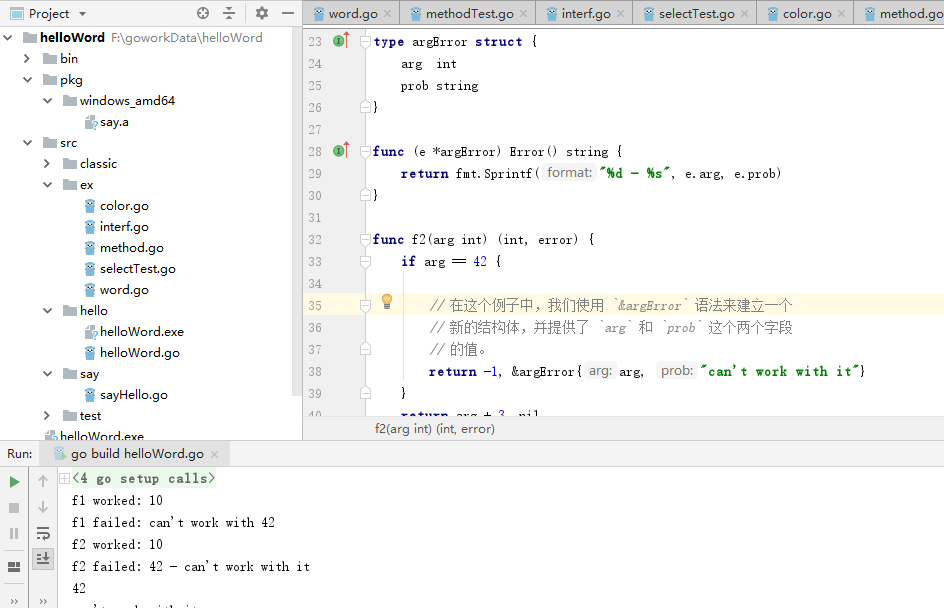 Project
helloWord F:\goworkData\helloWord
bin
pkg
windows_amd64
say.a
src
classic
ex
color.go
interf.go
method.go
selectTest.go
word.go
hello
helloWord.exe
helloWord.go
say
sayHello.go
test
helloWord.exe
word.go methodTest.go interf.go selectTest.go color.go method.go
23 type argError struct {
24 arg int
25 prob string
26 }
27
28 func (e *argError) Error() string {
29 return fmt.Sprintf( format: "%d - %s", e.arg, e.prob)
30 }
31
32 func f2(arg int) (int, error) {
33 if arg == 42 {
34
35 // 在这个例子中，我们使用 `&argError` 语法来建立一个
36 // 新的结构体，并提供了 `arg` 和 `prob` 这个两个字段
37 // 的值。
38 return -1, &argError{ arg: arg, prob: "can't work with it"}
39 }
40 return arg + 3, nil
f2(arg int) (int, error)
Run: go build helloWord.go
<4 go setup calls>
f1 worked: 10
f1 failed: can't work with 42
f2 worked: 10
f2 failed: 42 - can't work with it
42
can't work with it